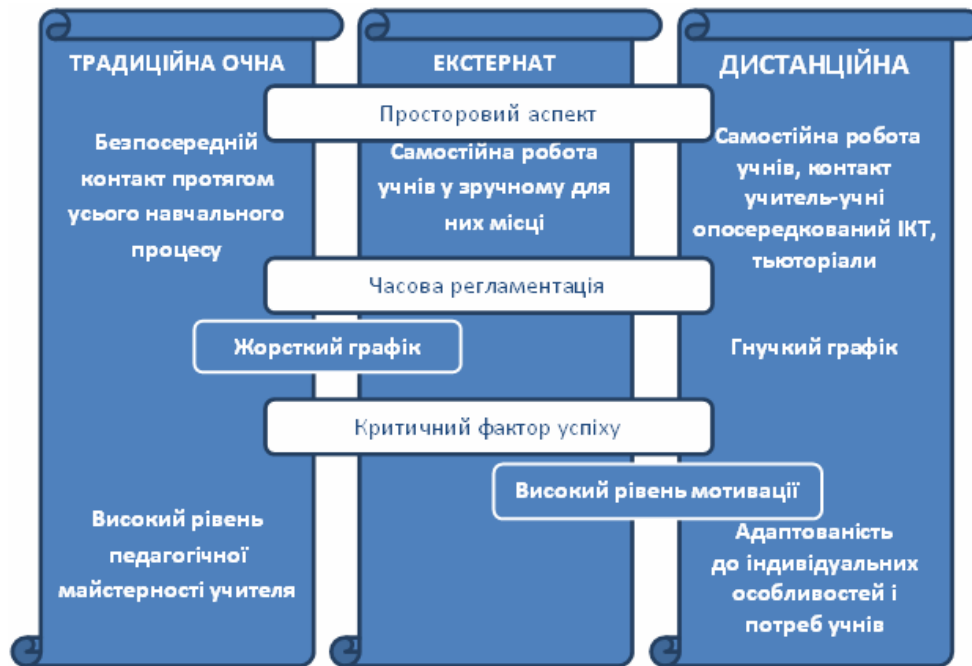 ТРАДИЦІЙНА ОЧНА
ЕКСТЕРНАТ
ДИСТАНЦІЙНА
Просторовий аспект
Безпосередній
контакт протягом
усього навчального
процесу
Самостійна робота
учнів у зручному для
них місці
Самостійна робота
учнів, контакт
учитель-учні
опосередкований ІКТ,
тьюторіали
Часова регламентація
Жорсткий графік
Гнучкий графік
Критичний фактор успіху
Високий рівень мотивації
Високий рівень
педагогічної
майстерності учителя
Адаптованість
до індивідуальних
особливостей і
потреб учнів